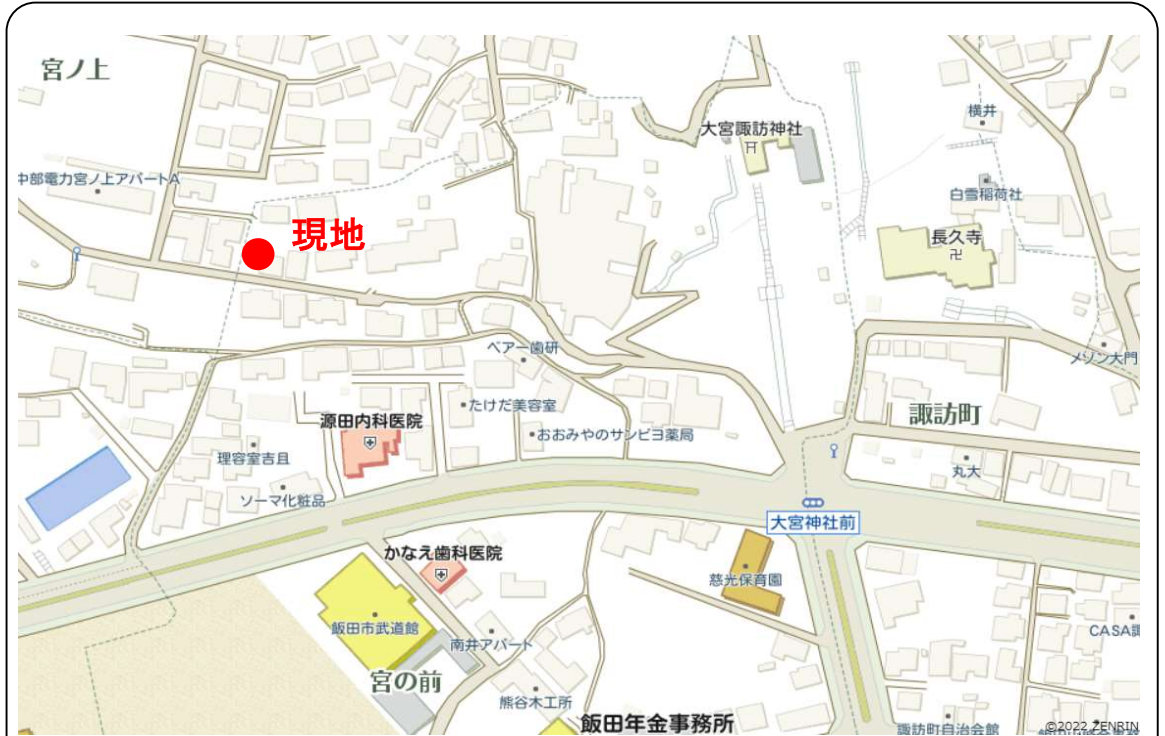 宮ノ上
大宮諏訪神社
横井
中部電力宮ノ上アパートA
白雪稲荷社
現地
長久寺
ベアー歯研
メゾン大門
たけだ美容室
諏訪町
源田内科医院
おおみやのサンビヨ薬局
理容室吉且
丸大
ソーマ化粧品
大宮神社前
かなえ歯科医院
慈光保育園
飯田市武道館
南井アパート
CASA諏
宮の前
熊谷木工所
飯田年金事務所
諏訪町自治会館
©2022 ZENRIN